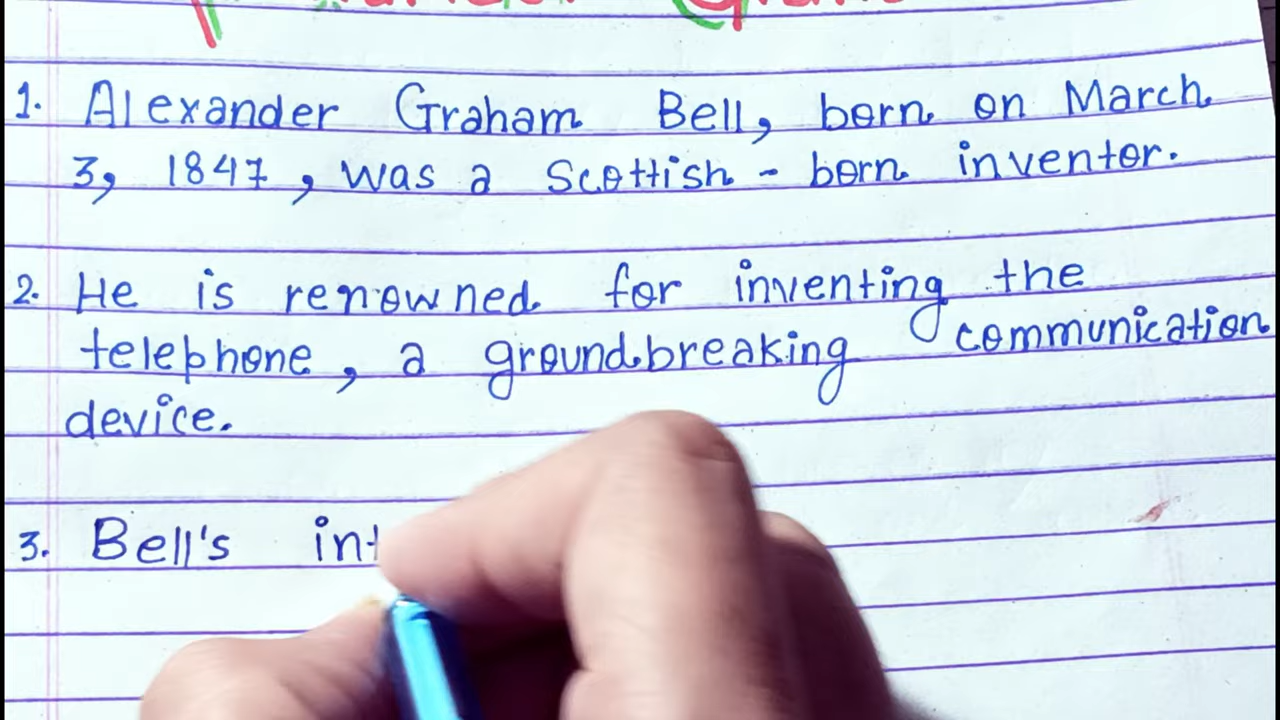 1. Alexander Graham Bell, born on March
3, 1847, was a Scottish - born inventor.
2. He is renowned for inventing the
telephone, a groundbreaking communication
device.
3. Bell's int